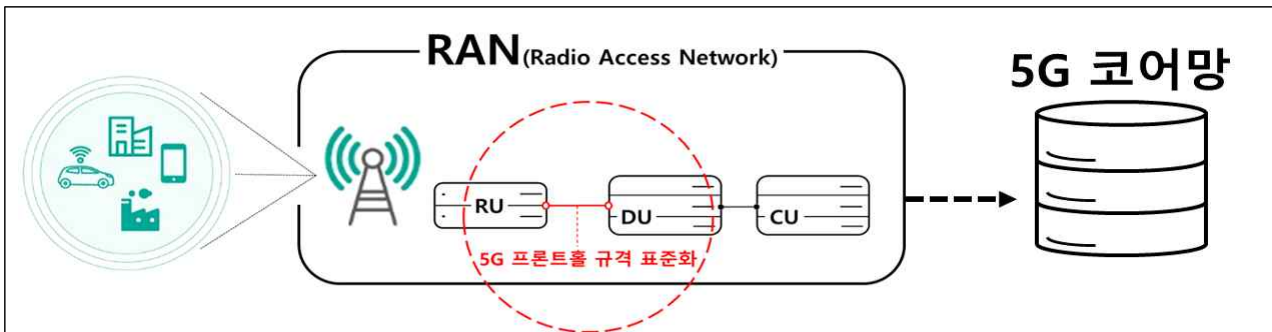 RAN(Radio Access Network)
5G 코어망
RU
DU
CU
5G 프론트홀 규격 표준화